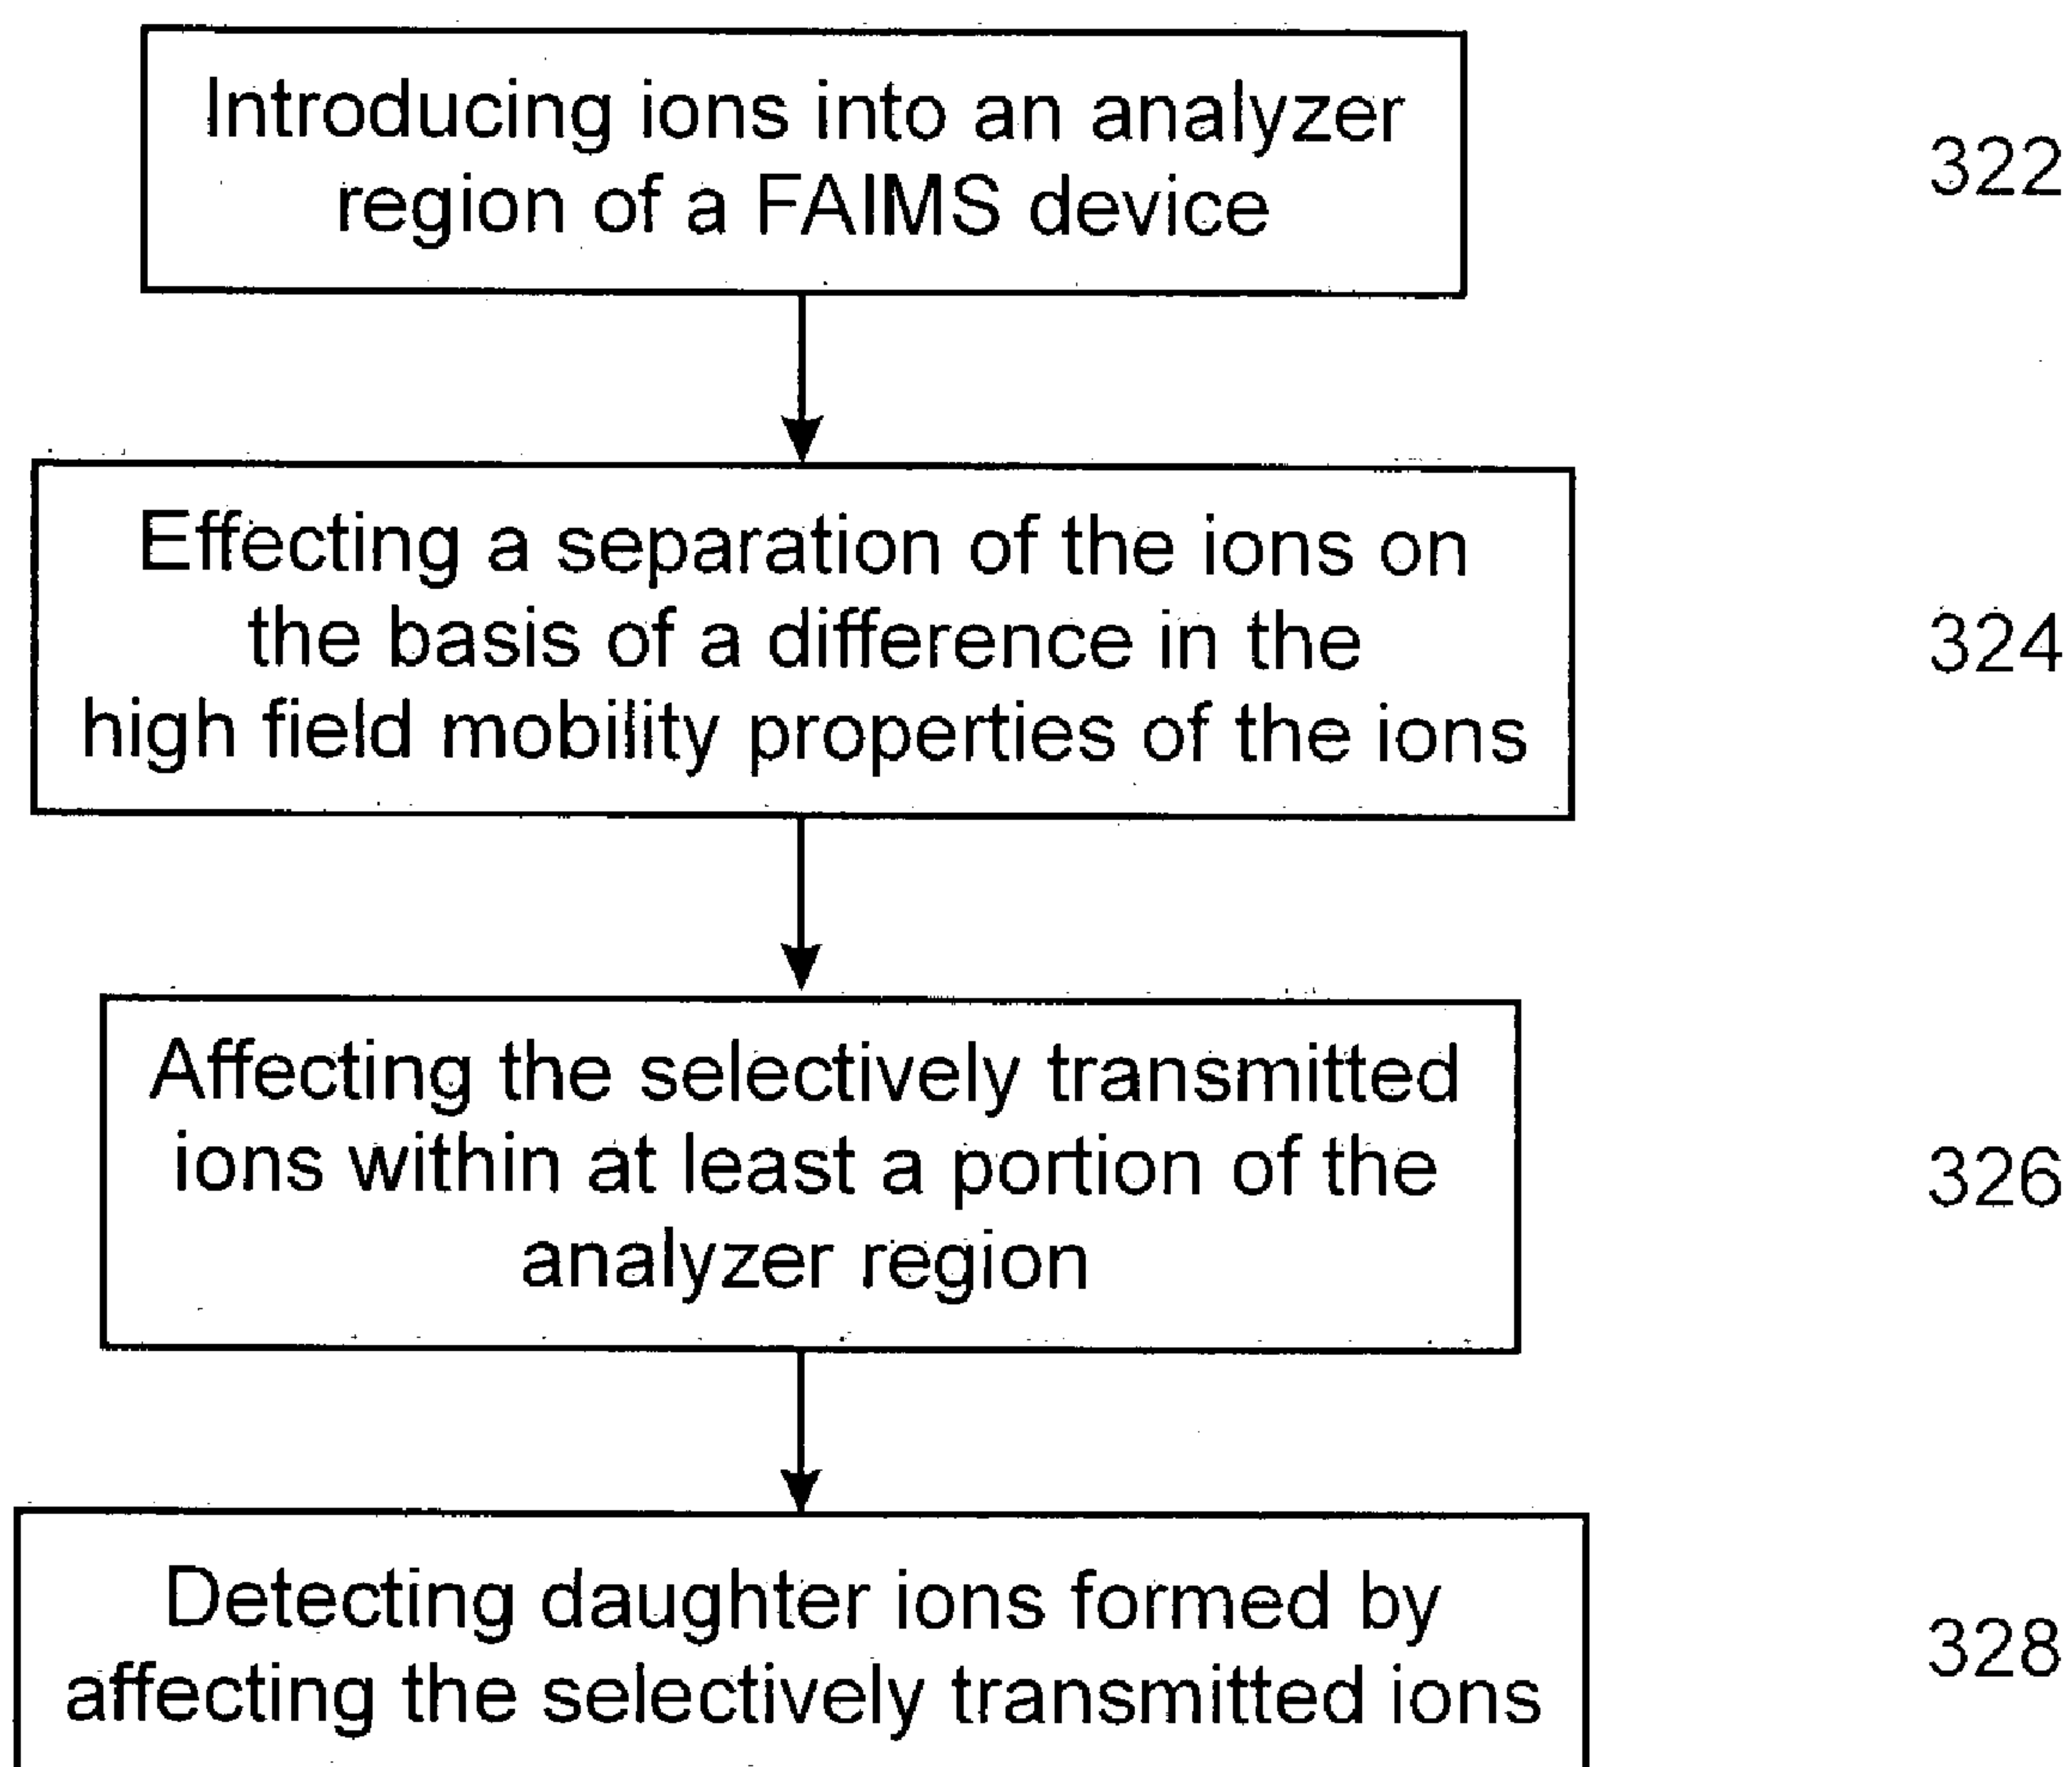 Introducing ions into an analyzer
region of a FAIMS device
322
Effecting a separation of the ions on
the basis of a difference in the
high field mobility properties of the ions
324
Affecting the selectively transmitted
ions within at least a portion of the
analyzer region
326
Detecting daughter ions formed by
affecting the selectively transmitted ions
328